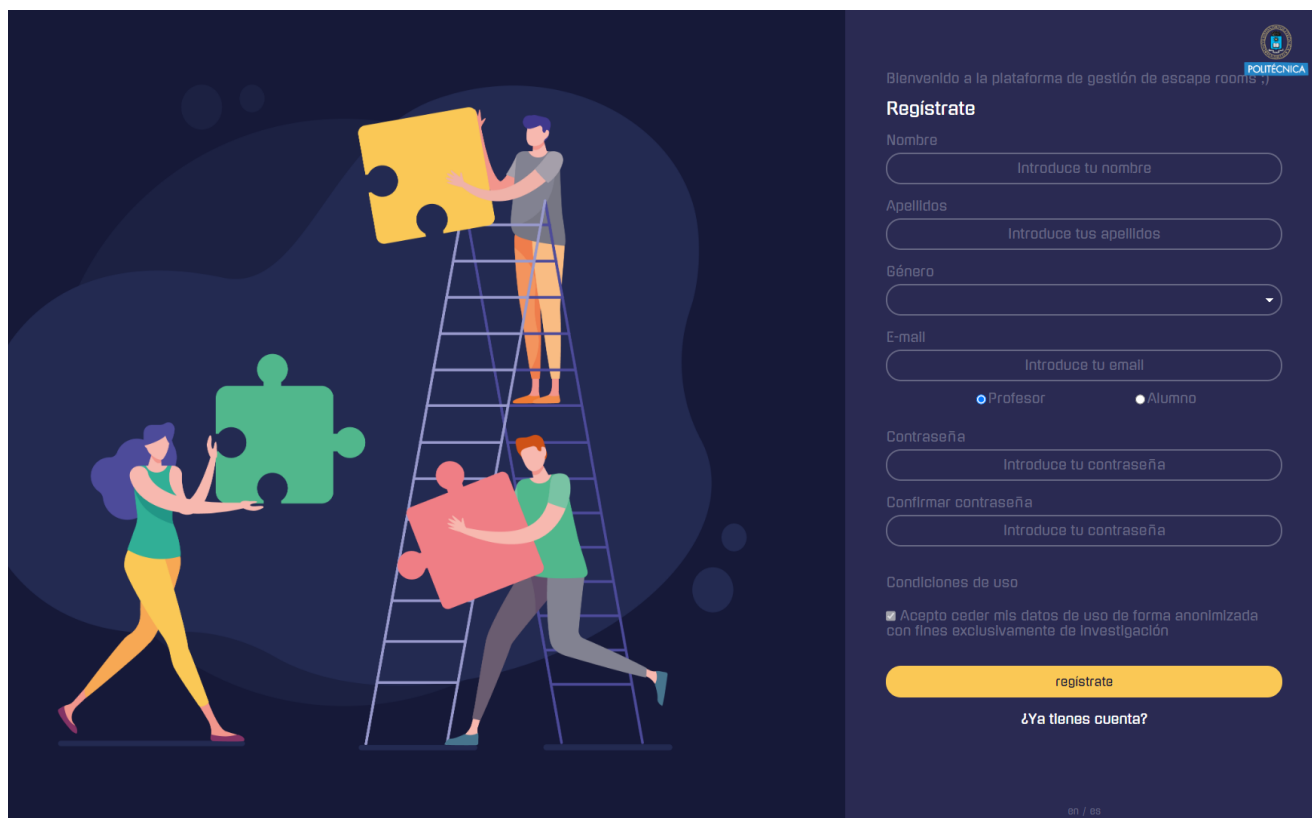 POLITÉCNICA
Bienvenido a la plataforma de gestión de escape rooms ;)
Regístrate
Nombre
Introduce tu nombre
Apellidos
Introduce tus apellidos
Género
E-mail
Introduce tu email
Profesor Alumno
Contraseña
Introduce tu contraseña
Confirmar contraseña
Introduce tu contraseña
Condiciones de uso
Acepto ceder mis datos de uso de forma anonimizada
con fines exclusivamente de investigación
regístrate
¿Ya tienes cuenta?
en / es